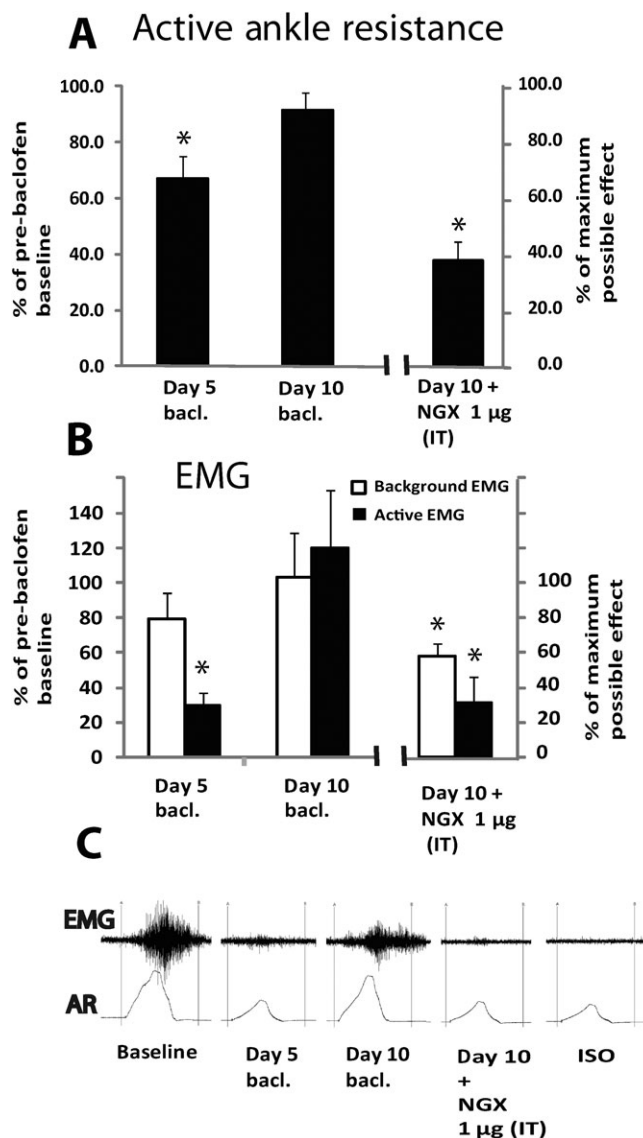 A Active ankle resistance
% of pre-baclofen
baseline
100.0
80.0
60.0
40.0
20.0
0.0
*
*
100.0
80.0
60.0
40.0
80.0
0.0
% of maximum
possible effect
Day 5
bacl.
Day 10
bacl.
Day 10 +
NGX 1 µg
(IT)
B EMG
% of pre-baclofen
baseline
140
120
100
80
60
40
20
0
Background EMG
Active EMG
*
*
*
100
80
60
40
20
0
% of maximum
possible effect
Day 5
bacl.
Day 10
bacl.
Day 10 +
NGX 1 µg
(IT)
C
EMG
AR
Baseline
Day 5
bacl.
Day 10
bacl.
Day 10
+
NGX
1 µg (IT)
ISO